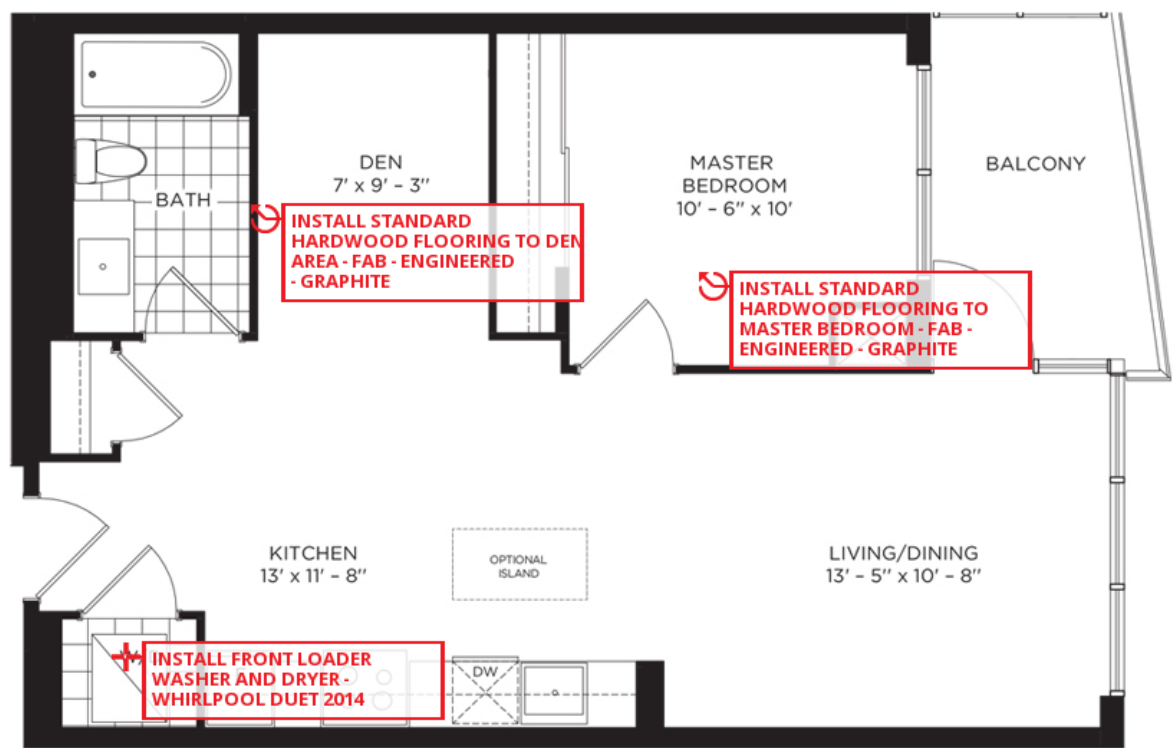 DEN
7' x 9' – 3"
MASTER
BEDROOM
10' – 6" x 10'
BALCONY
BATH
INSTALL STANDARD
HARDWOOD FLOORING TO DEN
AREA - FAB - ENGINEERED
- GRAPHITE
INSTALL STANDARD
HARDWOOD FLOORING TO
MASTER BEDROOM - FAB -
ENGINEERED - GRAPHITE
KITCHEN
13' x 11' – 8"
OPTIONAL
ISLAND
LIVING/DINING
13' – 5" x 10' – 8"
INSTALL FRONT LOADER
WASHER AND DRYER -
WHIRLPOOL DUET 2014
DW